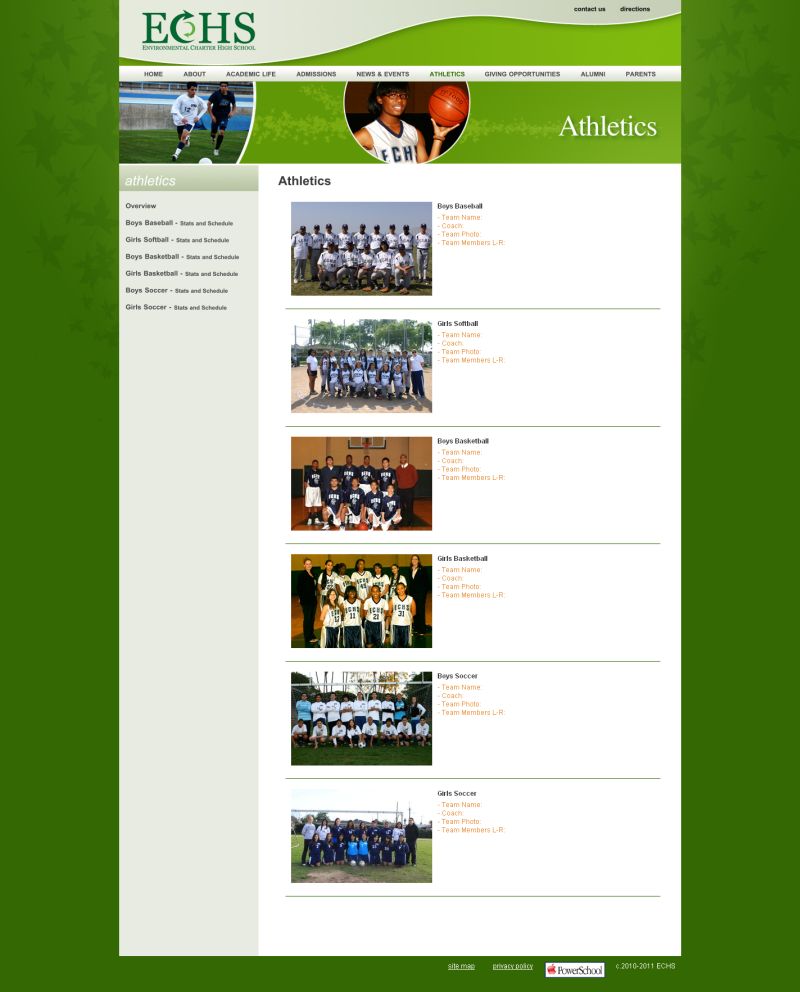 contact us directions
ECHS
ENVIRONMENTAL CHARTER HIGH SCHOOL
HOME ABOUT ACADEMIC LIFE ADMISSIONS NEWS & EVENTS ATHLETICS GIVING OPPORTUNITIES ALUMNI PARENTS
Athletics
athletics
Overview
Boys Baseball - Stats and Schedule
Girls Softball - Stats and Schedule
Boys Basketball - Stats and Schedule
Girls Basketball - Stats and Schedule
Boys Soccer - Stats and Schedule
Girls Soccer - Stats and Schedule
Athletics
Boys Baseball
- Team Name:
- Coach:
- Team Photo:
- Team Members L-R:
Girls Softball
- Team Name:
- Coach:
- Team Photo:
- Team Members L-R:
Boys Basketball
- Team Name:
- Coach:
- Team Photo:
- Team Members L-R:
Girls Basketball
- Team Name:
- Coach:
- Team Photo:
- Team Members L-R:
Boys Soccer
- Team Name:
- Coach:
- Team Photo:
- Team Members L-R:
Girls Soccer
- Team Name:
- Coach:
- Team Photo:
- Team Members L-R:
site map privacy policy PowerSchool c.2010-2011 ECHS